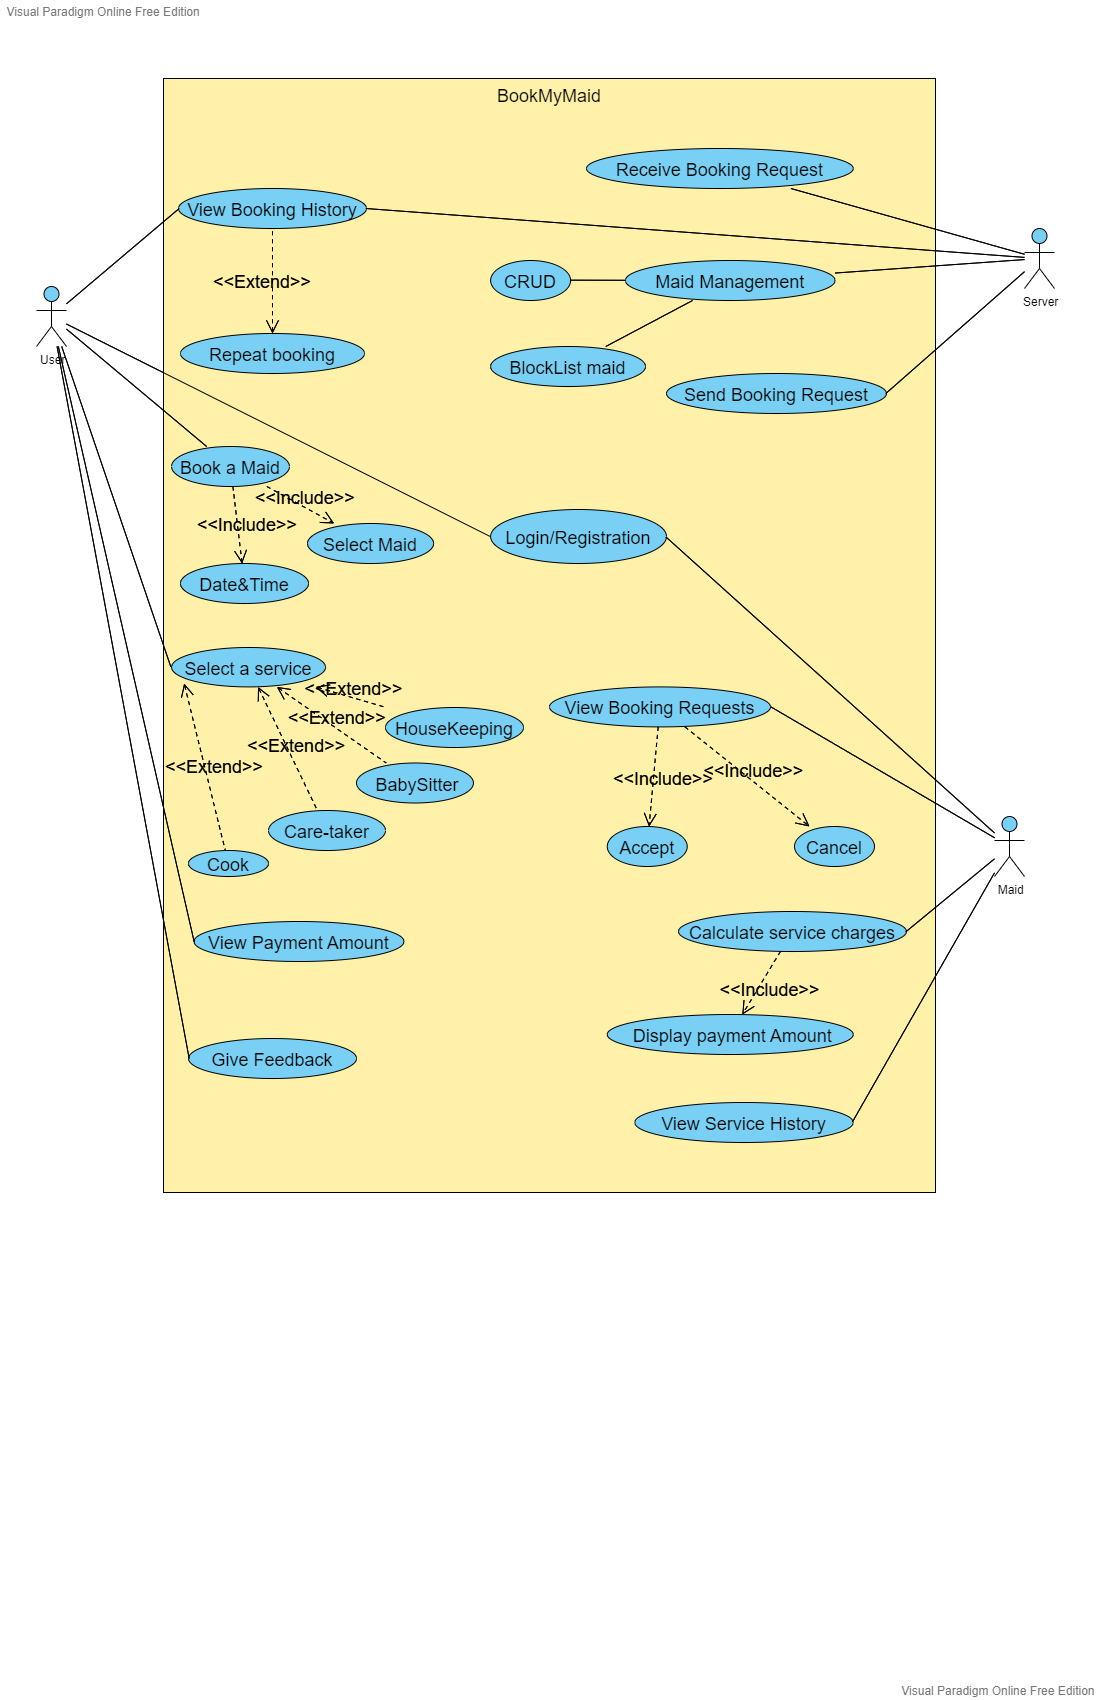 Visual Paradigm Online Free Edition
BookMyMaid
Receive Booking Request
View Booking History
<<Extend>>
CRUD
Maid Management
Server
User
Repeat booking
BlockList maid
Send Booking Request
Book a Maid
<<Include>>
<<Include>>
Select Maid
Login/Registration
Date&Time
Select a service
<<Extend>>
<<Extend>>
<<Extend>>
<<Extend>>
HouseKeeping
BabySitter
Care-taker
Cook
View Booking Requests
<<Include>>
<<Include>>
Accept
Cancel
Maid
View Payment Amount
Calculate service charges
<<Include>>
Display payment Amount
Give Feedback
View Service History
Visual Paradigm Online Free Edition